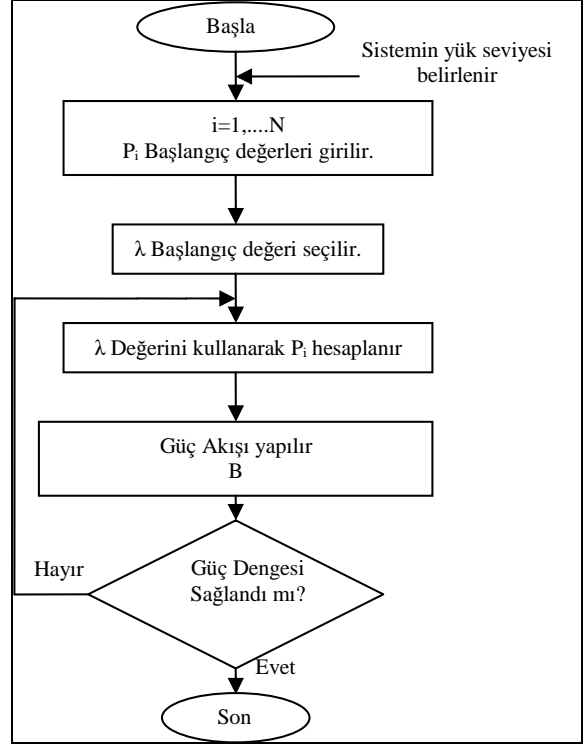 Başla
Sistemin yük seviyesi
belirlenir
i=1,....N
Pᵢ Başlangıç değerleri girilir.
λ Başlangıç değeri seçilir.
λ Değerini kullanarak Pᵢ hesaplanır
Güç Akışı yapılır
B
Hayır
Güç Dengesi
Sağlandı mı?
Evet
Son